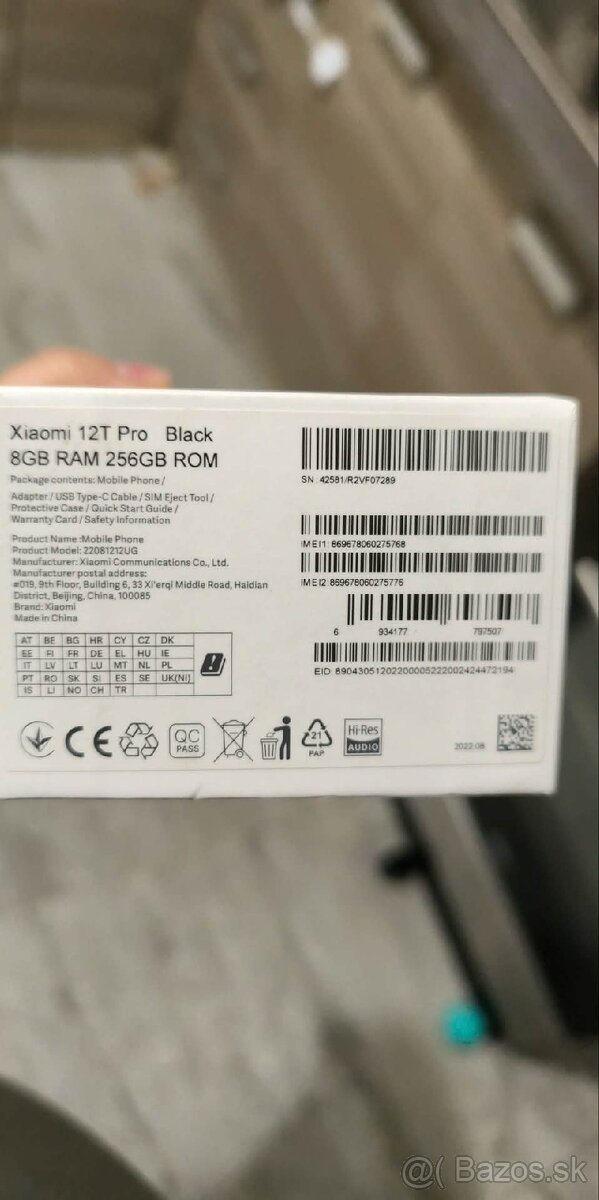 Xiaomi 12T Pro Black
8GB RAM 256GB ROM
Package contents: Mobile Phone /
Adapter / USB Type-C Cable / SIM Eject Tool /
Protective Case / Quick Start Guide /
Warranty Card / Safety Information
Product Name :Mobile Phone
Product Model: 22081212UG
Manufacturer: Xiaomi Communications Co., Ltd.
Manufacturer postal address:
#019, 9th Floor, Building 6, 33 Xi'erqi Middle Road, Haidian
District, Beijing, China, 100085
Brand: Xiaomi
Made in China
AT BE BG HR CY CZ DK
EE FI FR DE EL HU IE
IT LV LT LU MT NL PL
PT RO SK SI ES SE UK(NI)
IS LI NO CH TR
SN: 42581/R2VF07289
IMEI1: 869678060275768
IMEI2: 869678060275776
6 934177 797507
EID: 89043051202200005222002424472194
CE
QC
PASS
21
PAP
Hi-Res
AUDIO
2022.08
@( Bazos.sk